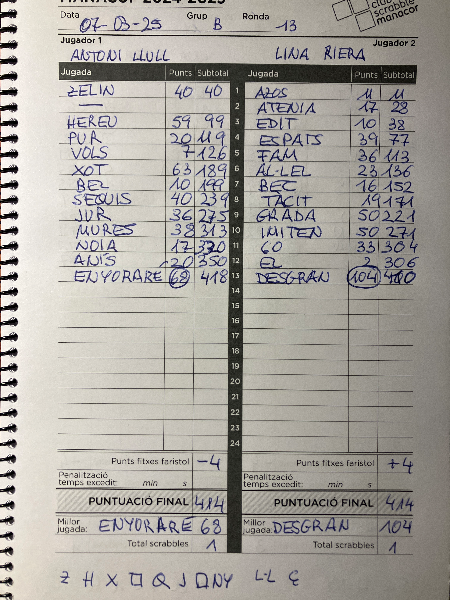 MANACOR 2024-2025
club scrabble manacor
Data 07-03-25 Grup B Ronda 13
Jugador 1 Jugador 2
ANTONI LLULL LINA RIERA
Jugada Punts Subtotal Jugada Punts Subtotal
ZELIN 40 40 1 AZOS 11 11
— 2 ATENIA 17 28
HEREU 59 99 3 EDIT 10 38
PUR 20 119 4 ESPATS 39 77
VOLS 7 126 5 FAM 36 113
XOT 63 189 6 AL·LEL 23 136
BEL 10 199 7 BEC 16 152
SEQUIS 40 239 8 TACIT 19 171
JUR 36 275 9 GRADA 50 221
MURES 38 313 10 IMITEN 50 271
NOIA 17 330 11 GO 33 304
ANÍS 20 350 12 EL 2 306
ENYORARE 68 418 13 DESGRAN 104 410
14
15
16
17
18
19
20
21
22
23
24
Punts fitxes faristol -4 Punts fitxes faristol +4
Penalització temps excedit: min s Penalització temps excedit: min s
PUNTUACIÓ FINAL 414 PUNTUACIÓ FINAL 414
Millor jugada: ENYORARE 68 Millor jugada: DESGRAN 104
Total scrabbles 1 Total scrabbles 1
Z H X □ Q J □ NY L·L Ç